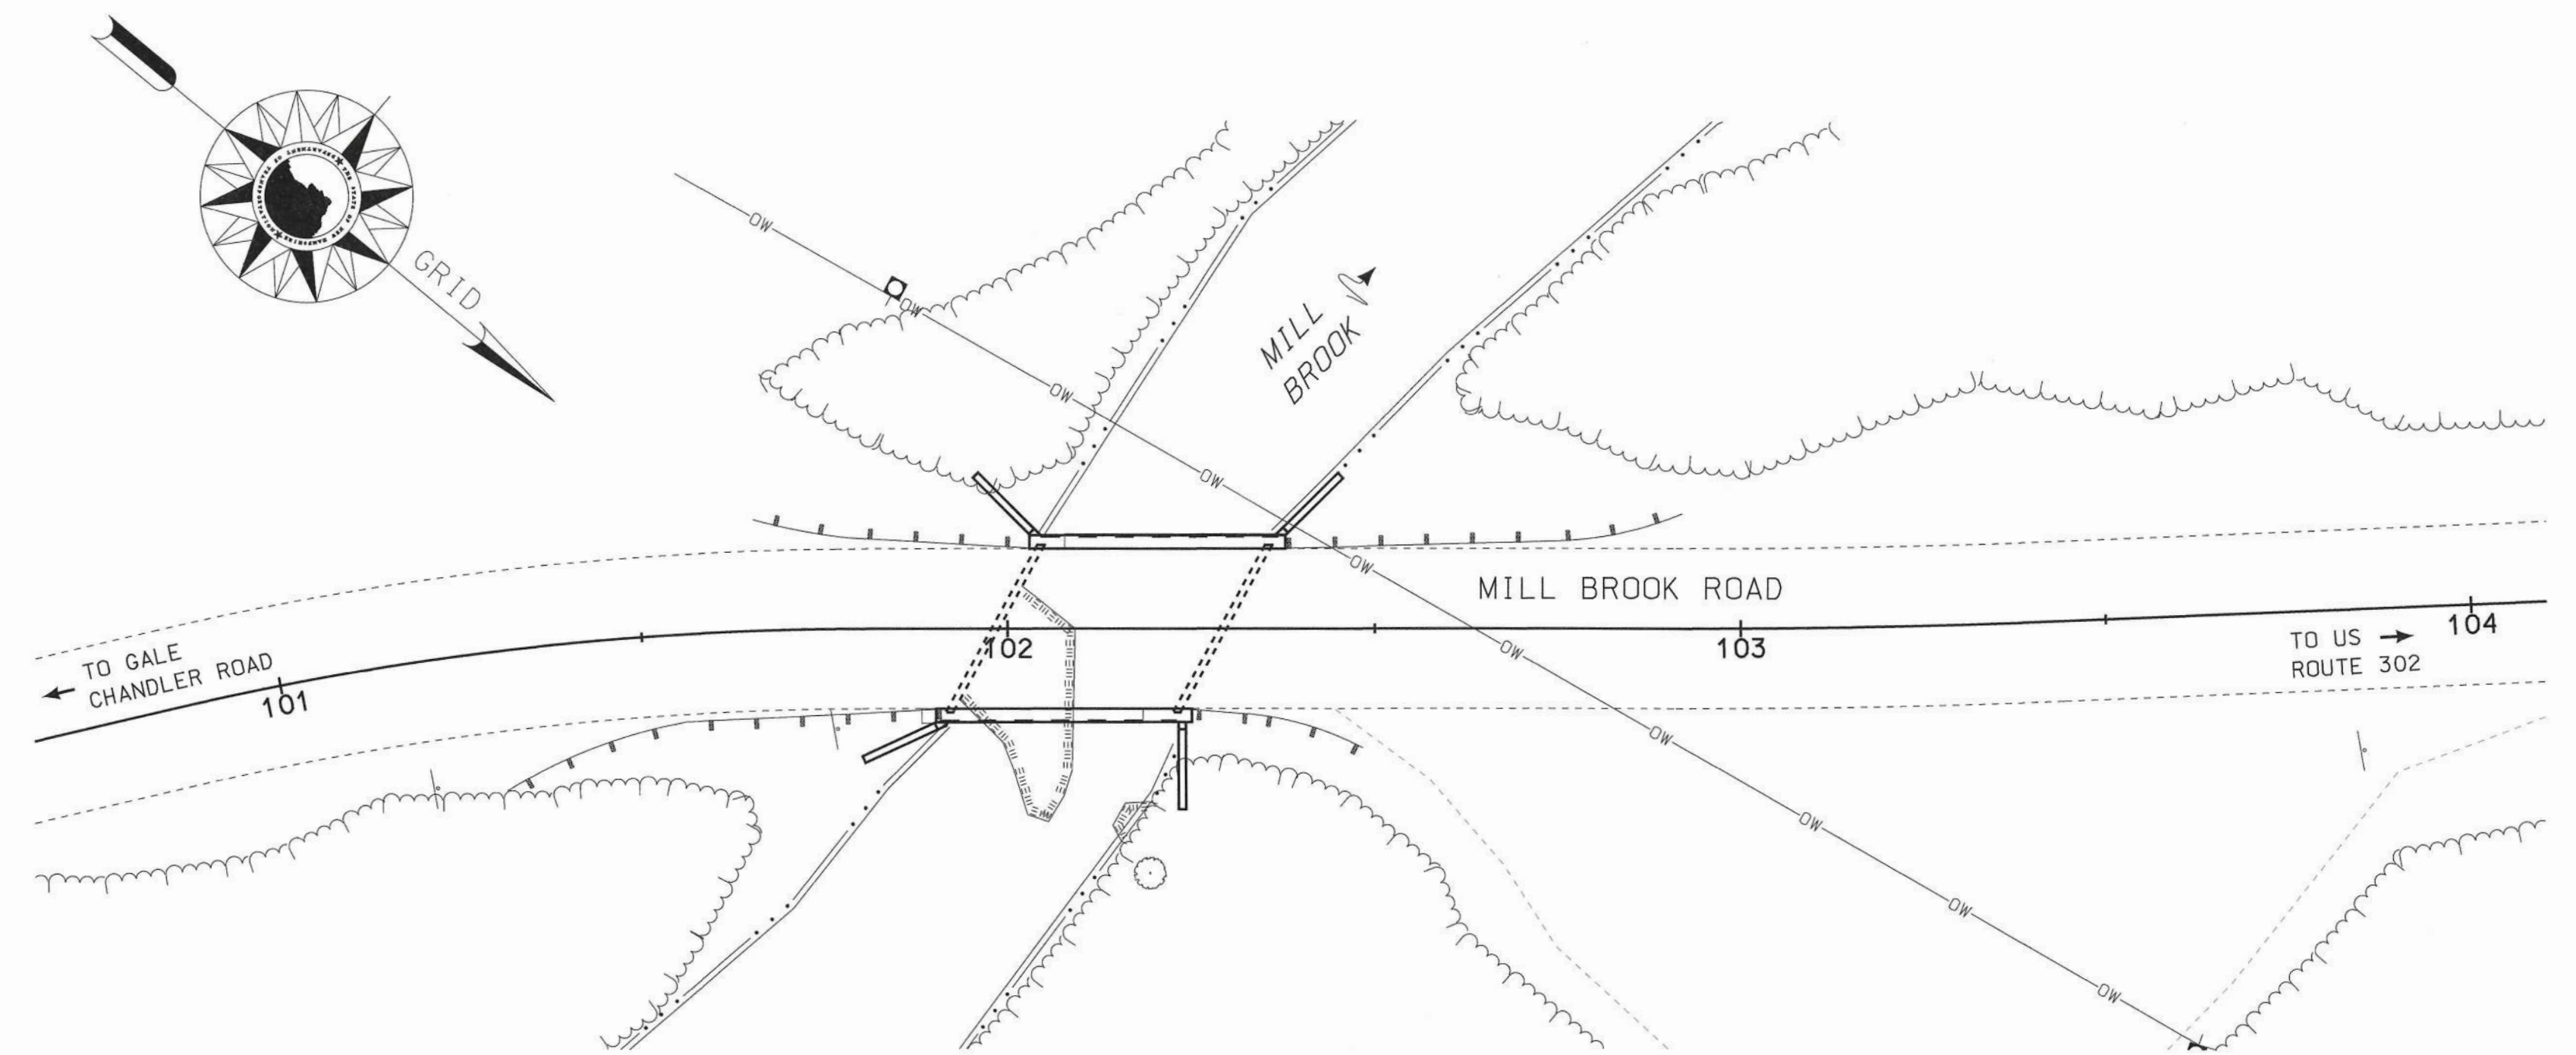 GRID
OW
OW
MILL
BROOK
OW
OW
OW
MILL BROOK ROAD
TO GALE
CHANDLER ROAD
101
102
OW
103
TO US
ROUTE 302
104
OW
OW
OW
OW